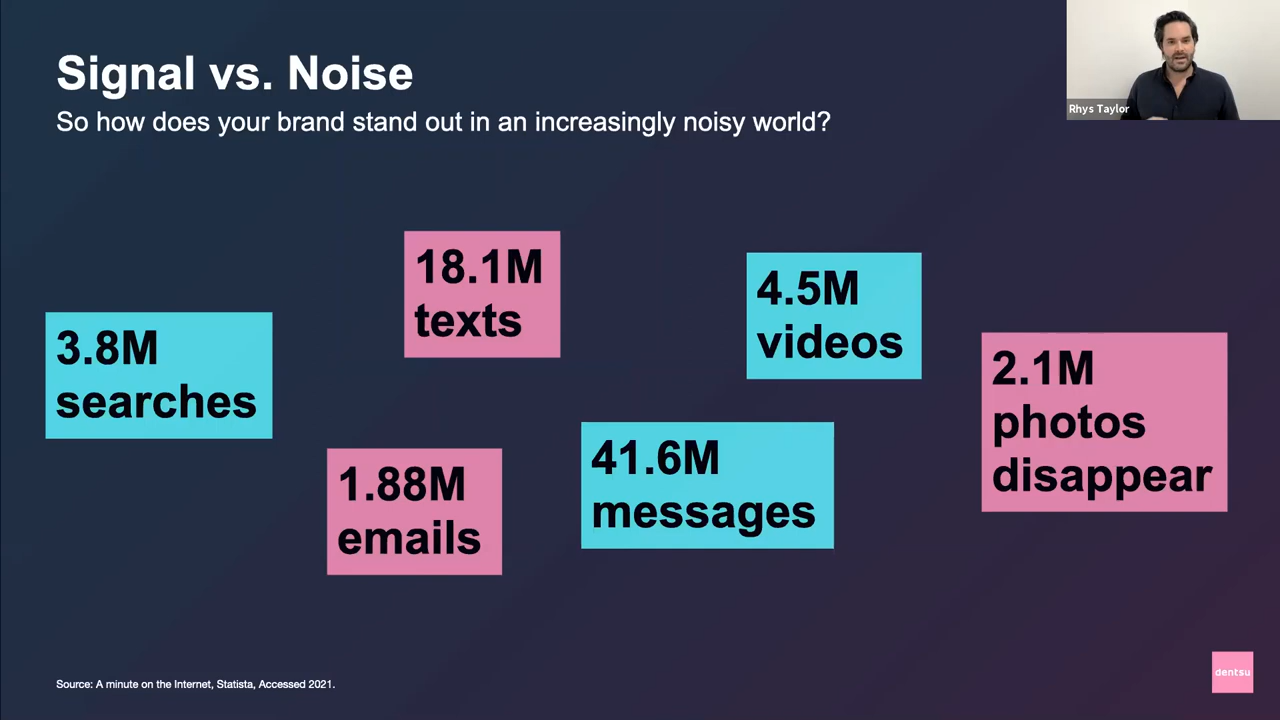 Signal vs. Noise
So how does your brand stand out in an increasingly noisy world?
Rhys Taylor
3.8M
searches
18.1M
texts
1.88M
emails
4.5M
videos
41.6M
messages
2.1M
photos
disappear
Source: A minute on the Internet, Statista, Accessed 2021.
dentsu